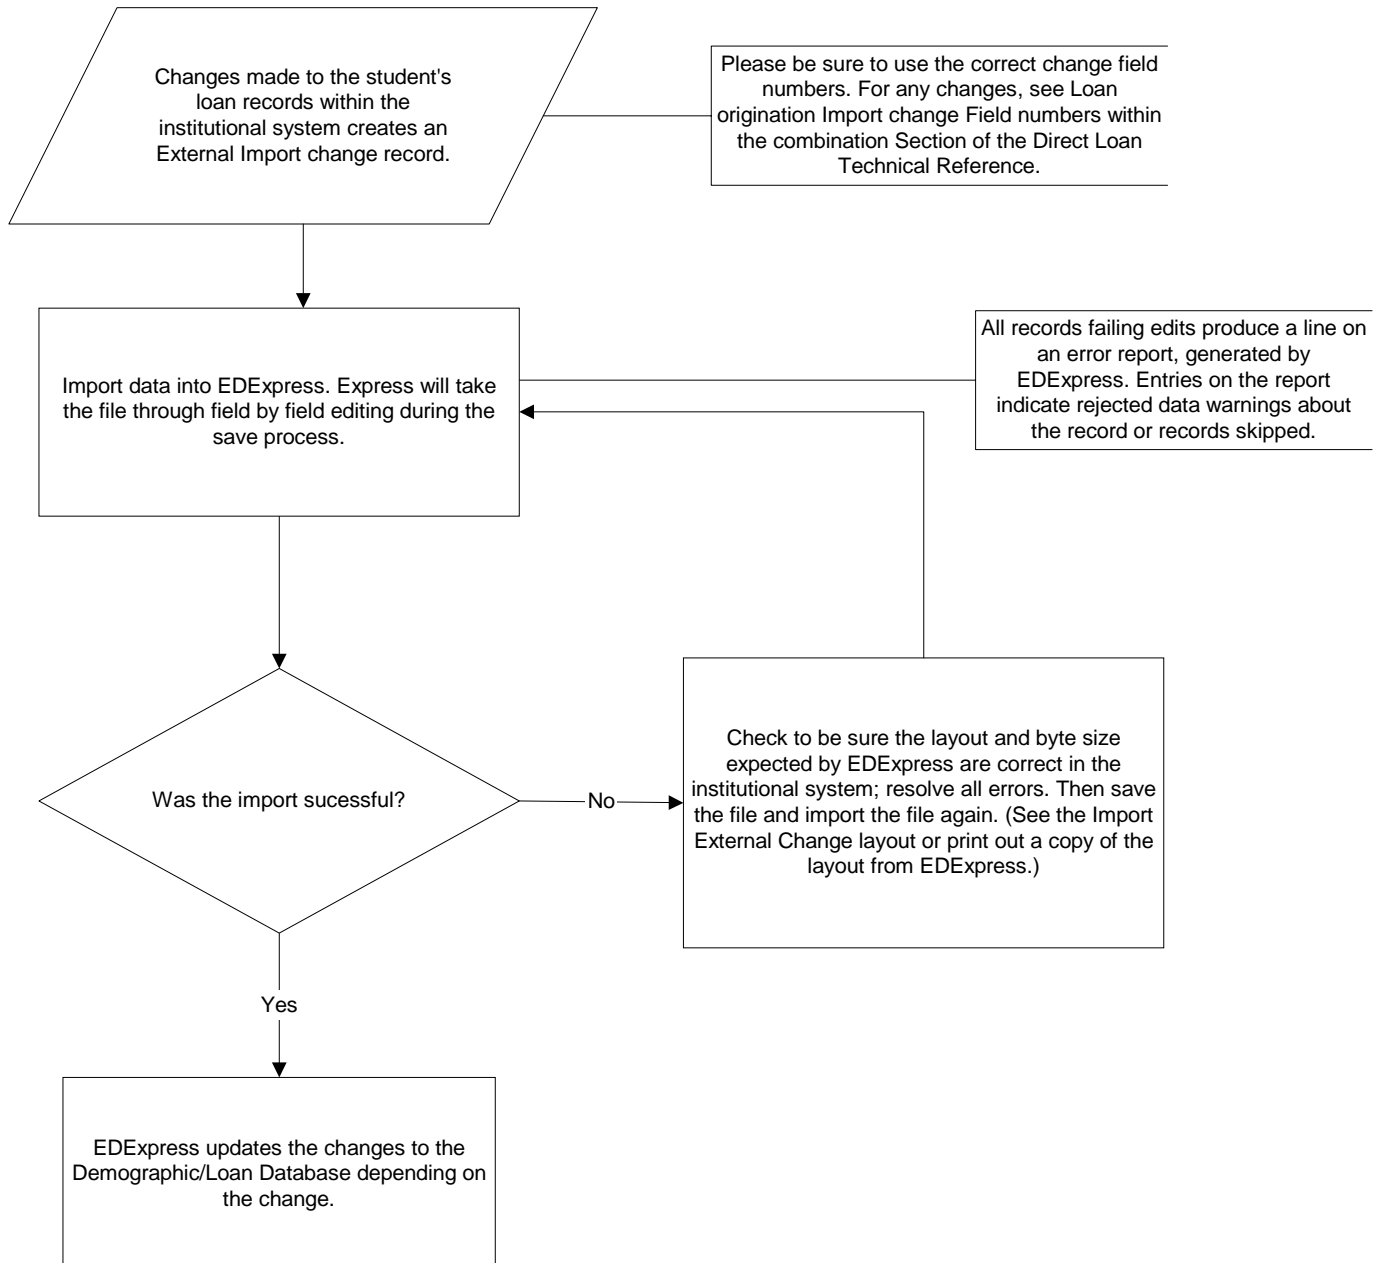 Changes made to the student's
loan records within the
institutional system creates an
External Import change record.
Please be sure to use the correct change field
numbers. For any changes, see Loan
origination Import change Field numbers within
the combination Section of the Direct Loan
Technical Reference.
Import data into EDExpress. Express will take
the file through field by field editing during the
save process.
All records failing edits produce a line on
an error report, generated by
EDExpress. Entries on the report
indicate rejected data warnings about
the record or records skipped.
Was the import sucessful?
No
Check to be sure the layout and byte size
expected by EDExpress are correct in the
institutional system; resolve all errors. Then save
the file and import the file again. (See the Import
External Change layout or print out a copy of the
layout from EDExpress.)
Yes
EDExpress updates the changes to the
Demographic/Loan Database depending on
the change.